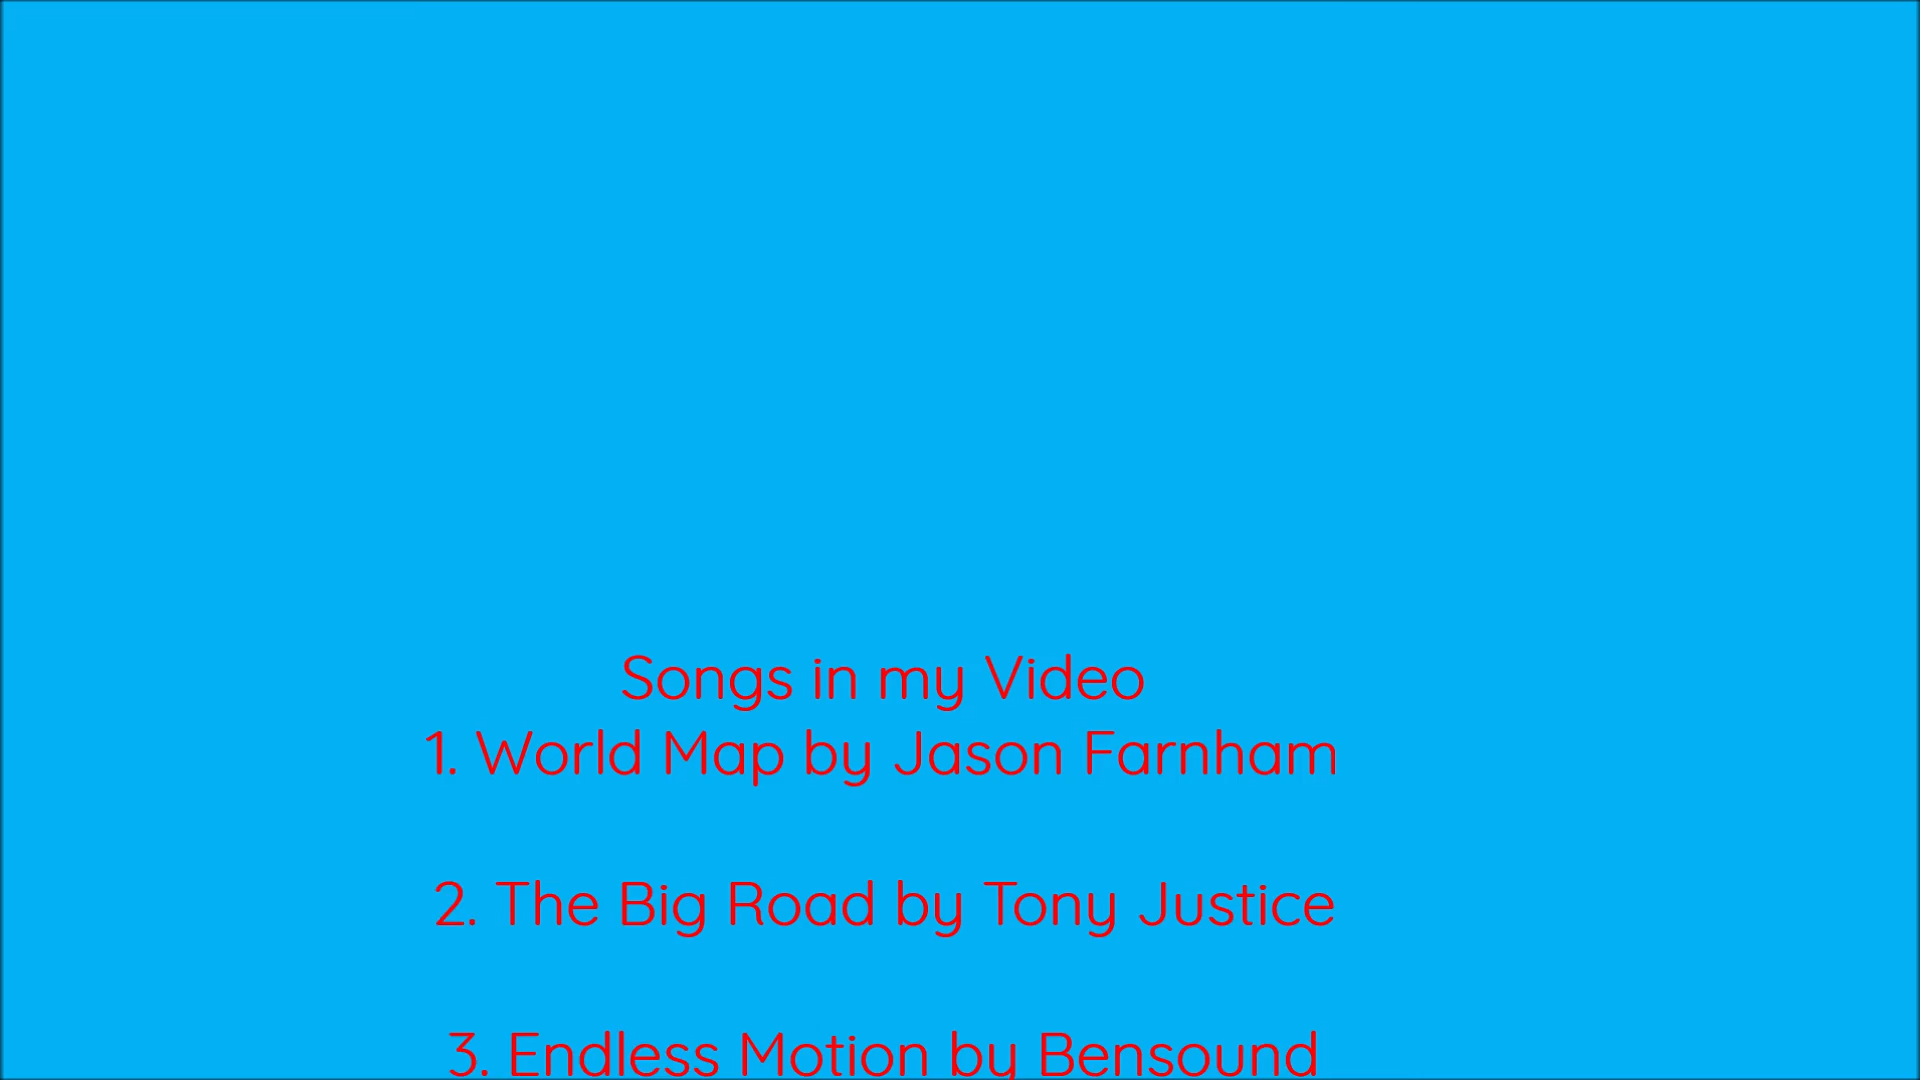 Songs in my Video
1. World Map by Jason Farnham
2. The Big Road by Tony Justice
3. Endless Motion by Bensound